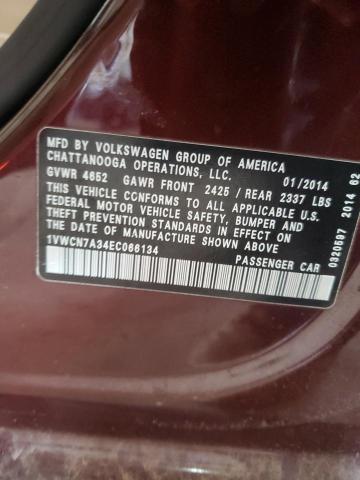 MFD BY VOLKSWAGEN GROUP OF AMERICA
CHATTANOOGA OPERATIONS, LLC. 01/2014
GVWR 4652 GAWR FRONT 2425 / REAR 2337 LBS
THIS VEHICLE CONFORMS TO ALL APPLICABLE U.S.
FEDERAL MOTOR VEHICLE SAFETY, BUMPER AND
THEFT PREVENTION STANDARDS IN EFFECT ON
THE DATE OF MANUFACTURE SHOWN ABOVE
1VWCN7A34EC066134 PASSENGER CAR
0320597 2014 62